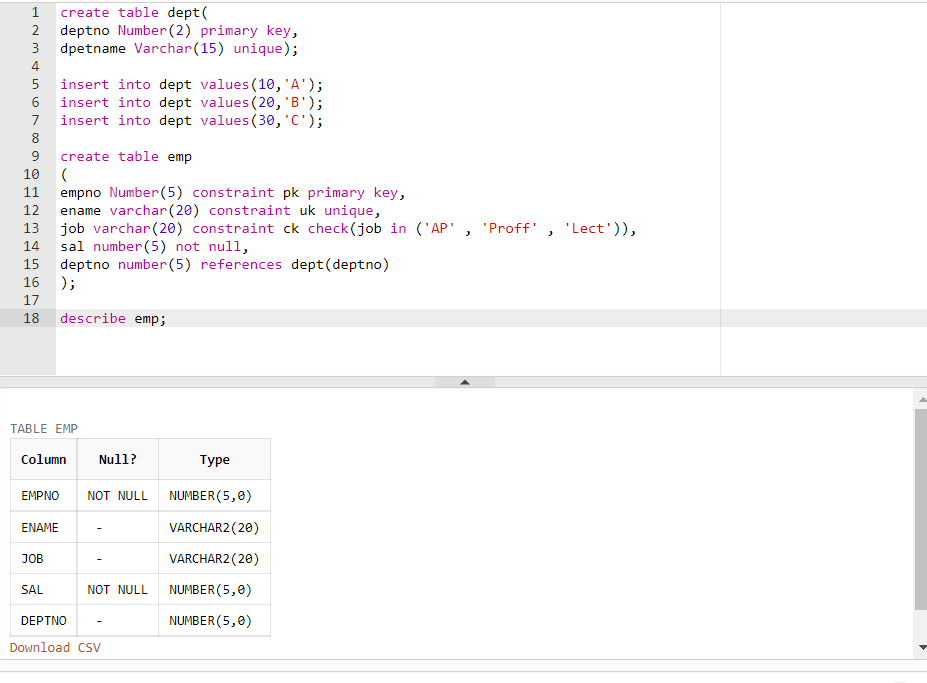 1 create table dept(
2 deptno Number(2) primary key,
3 dpetname Varchar(15) unique);
4
5 insert into dept values(10,'A');
6 insert into dept values(20,'B');
7 insert into dept values(30,'C');
8
9 create table emp
10 (
11 empno Number(5) constraint pk primary key,
12 ename varchar(20) constraint uk unique,
13 job varchar(20) constraint ck check(job in ('AP' , 'Proff' , 'Lect')),
14 sal number(5) not null,
15 deptno number(5) references dept(deptno)
16 );
17
18 describe emp;
TABLE EMP
Column Null? Type
EMPNO NOT NULL NUMBER(5,0)
ENAME - VARCHAR2(20)
JOB - VARCHAR2(20)
SAL NOT NULL NUMBER(5,0)
DEPTNO - NUMBER(5,0)
Download CSV